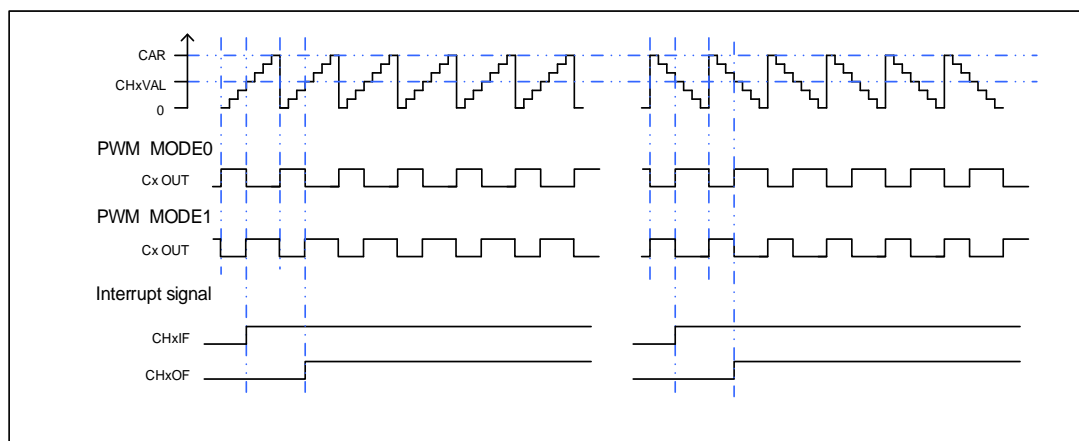 CAR
CHxVAL
0
PWM MODE0
Cx OUT
PWM MODE1
Cx OUT
Interrupt signal
CHxIF
CHxOF